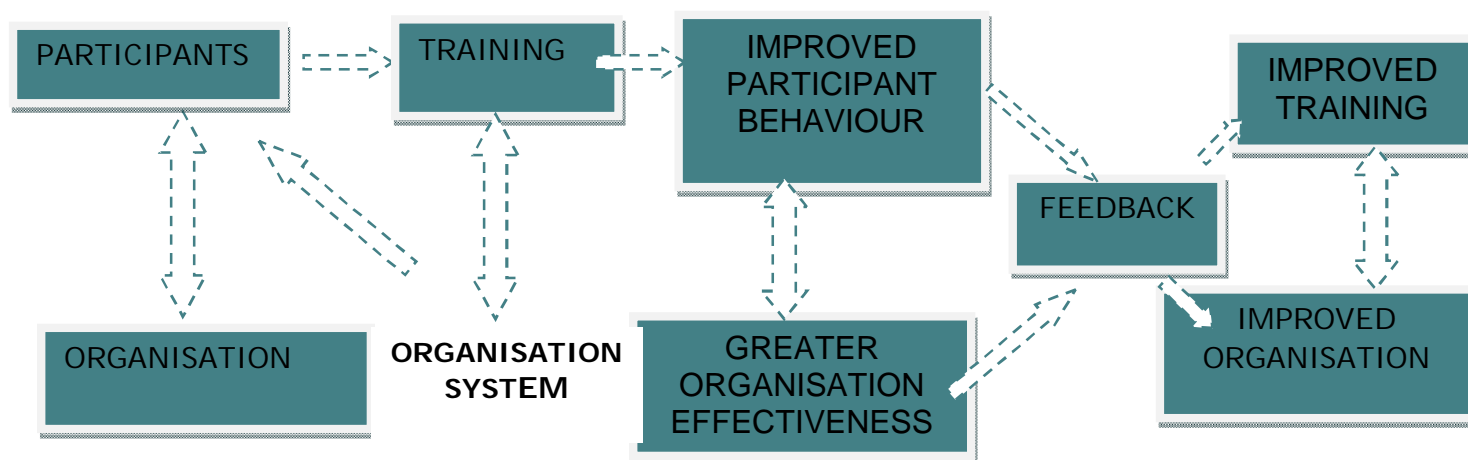 PARTICIPANTS
TRAINING
IMPROVED
PARTICIPANT
BEHAVIOUR
IMPROVED
TRAINING
FEEDBACK
ORGANISATION
ORGANISATION
SYSTEM
GREATER
ORGANISATION
EFFECTIVENESS
IMPROVED
ORGANISATION